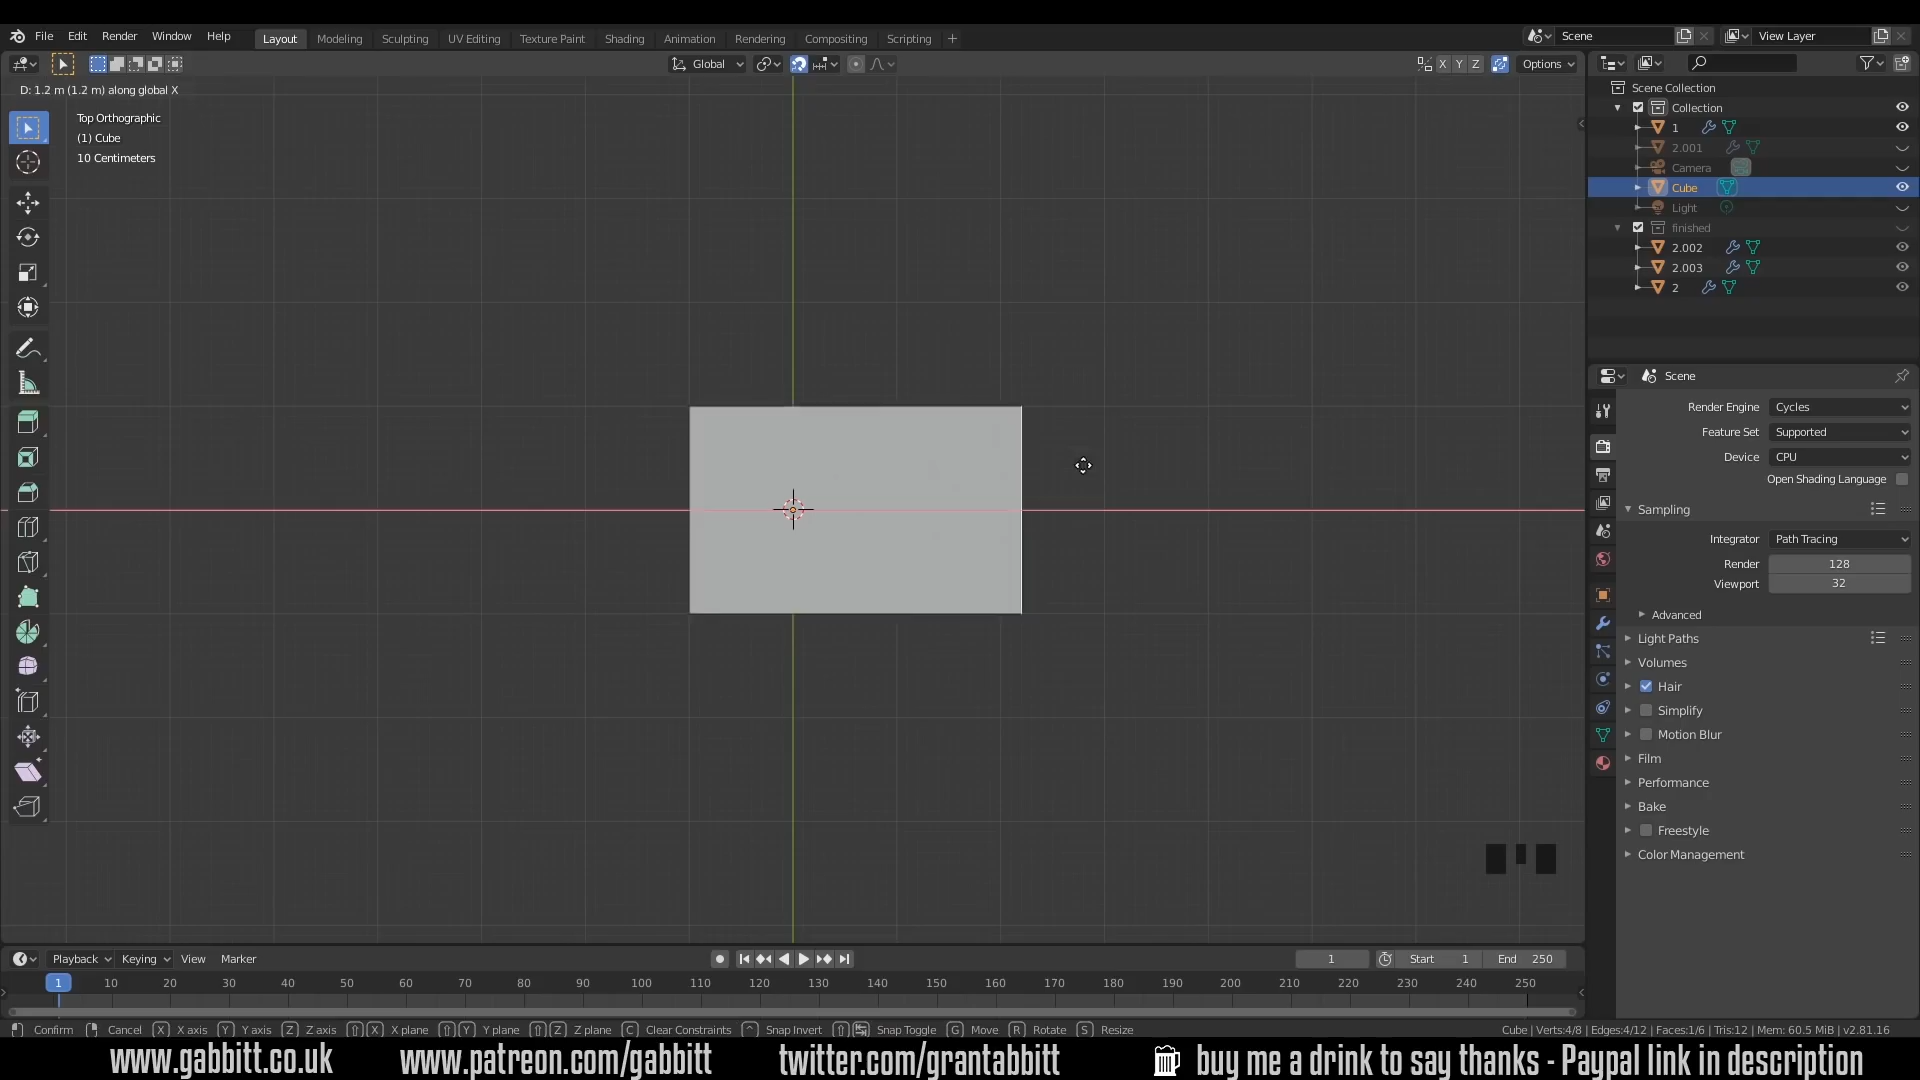 File Edit Render Window Help Layout Modeling Sculpting UV Editing Texture Paint Shading Animation Rendering Compositing Scripting + Scene View Layer
Global X Y Z Options
D: 1.2 m (1.2 m) along global X
Top Orthographic
(1) Cube
10 Centimeters
Scene Collection
Collection
1
2.001
Camera
Cube
Light
finished
2.002
2.003
2
Scene
Render Engine Cycles
Feature Set Supported
Device CPU
Open Shading Language
Sampling
Integrator Path Tracing
Render 128
Viewport 32
Advanced
Light Paths
Volumes
Hair
Simplify
Motion Blur
Film
Performance
Bake
Freestyle
Color Management
Playback Keying View Marker 1 Start 1 End 250
1 10 20 30 40 50 60 70 80 90 100 110 120 130 140 150 160 170 180 190 200 210 220 230 240 250
Confirm Cancel X X axis Y Y axis Z Z axis X X plane Y Y plane Z Z plane C Clear Constraints ^ Snap Invert Snap Toggle G Move R Rotate S Resize Cube | Verts:4/8 | Edges:4/12 | Faces:1/6 | Tris:12 | Mem: 60.5 MiB | v2.81.16
www.gabbitt.co.uk www.patreon.com/gabbitt twitter.com/grantabbitt buy me a drink to say thanks - Paypal link in description